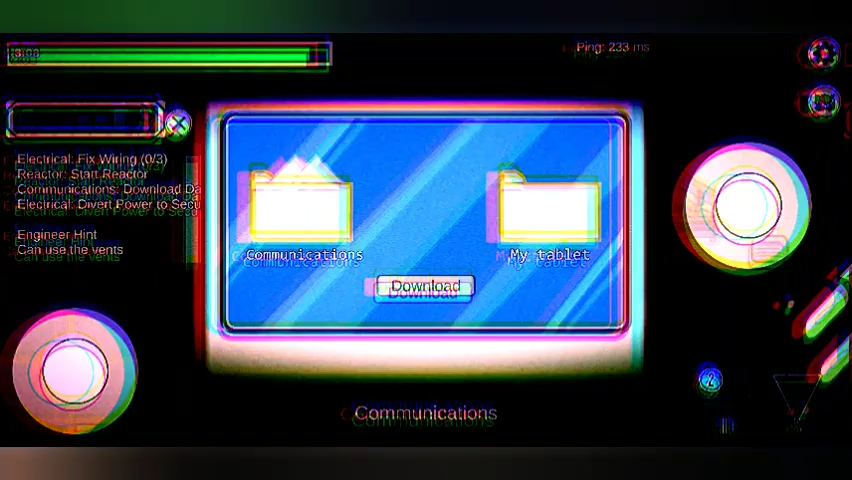 Ping: 233 ms
Electrical: Fix Wiring (0/3)
Reactor: Start Reactor
Communications: Download Da
Electrical: Divert Power to Secu
Engineer Hint
Can use the vents
Communications
My tablet
Download
Communications